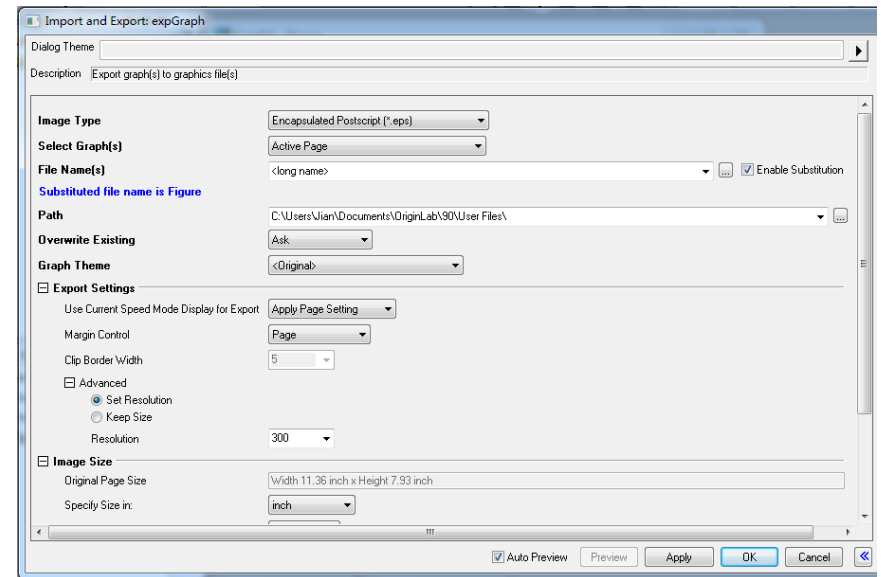 Import and Export: expGraph
Dialog Theme
Description Export graph(s) to graphics file(s)
Image Type Encapsulated Postscript (*.eps)
Select Graph(s) Active Page
File Name(s) <long name> ... Enable Substitution
Substituted file name is Figure
Path C:\Users\Jian\Documents\OriginLab\90\User Files\ ...
Overwrite Existing Ask
Graph Theme <Original>
Export Settings
Use Current Speed Mode Display for Export Apply Page Setting
Margin Control Page
Clip Border Width 5
Advanced
Set Resolution
Keep Size
Resolution 300
Image Size
Original Page Size Width 11.36 inch x Height 7.93 inch
Specify Size in: inch
Auto Preview Preview Apply OK Cancel